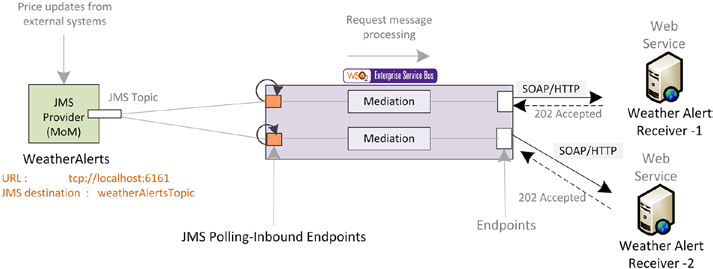 Price updates from
external systems
Request message
processing
WSO2 Enterprise Service Bus
Web
Service
JMS
Provider
(MoM)
JMS Topic
Mediation
SOAP/HTTP
202 Accepted
Weather Alert
Receiver -1
Mediation
WeatherAlerts
SOAP/HTTP
Web
Service
URL : tcp://localhost:6161
JMS destination : weatherAlertsTopic
202 Accepted
JMS Polling-Inbound Endpoints
Endpoints
Weather Alert
Receiver -2